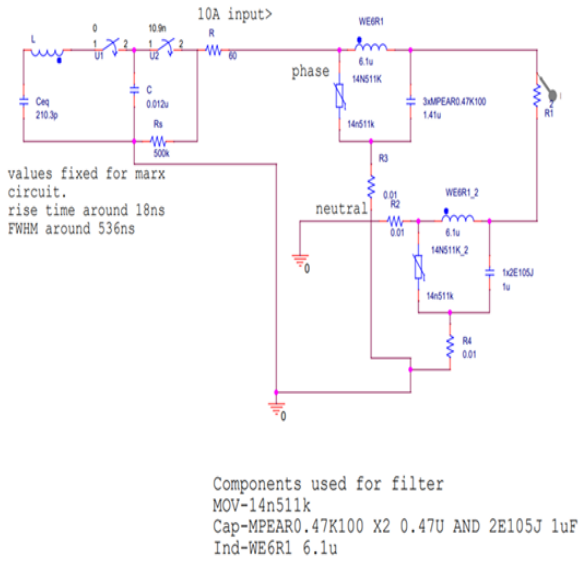 10A input>
WE6R1
0
10.9n
R
L
1
2
1
2
U1
U2
60
6.1u
phase
14N511K
Ceq
210.3p
C
0.012u
3xMPEAR0.47K100
1.41u
2
R1
Rs
14n511k
500k
values fixed for marx
circuit.
rise time around 18ns
FWHM around 536ns
R3
0.01
WE6R1_2
neutral
R2
0.01
6.1u
14N511K_2
0
1x2E105J
1u
14n511k
R4
0.01
0
Components used for filter
MOV-14n511k
Cap-MPEAR0.47K100 X2 0.47U AND 2E105J 1uF
Ind-WE6R1 6.1u